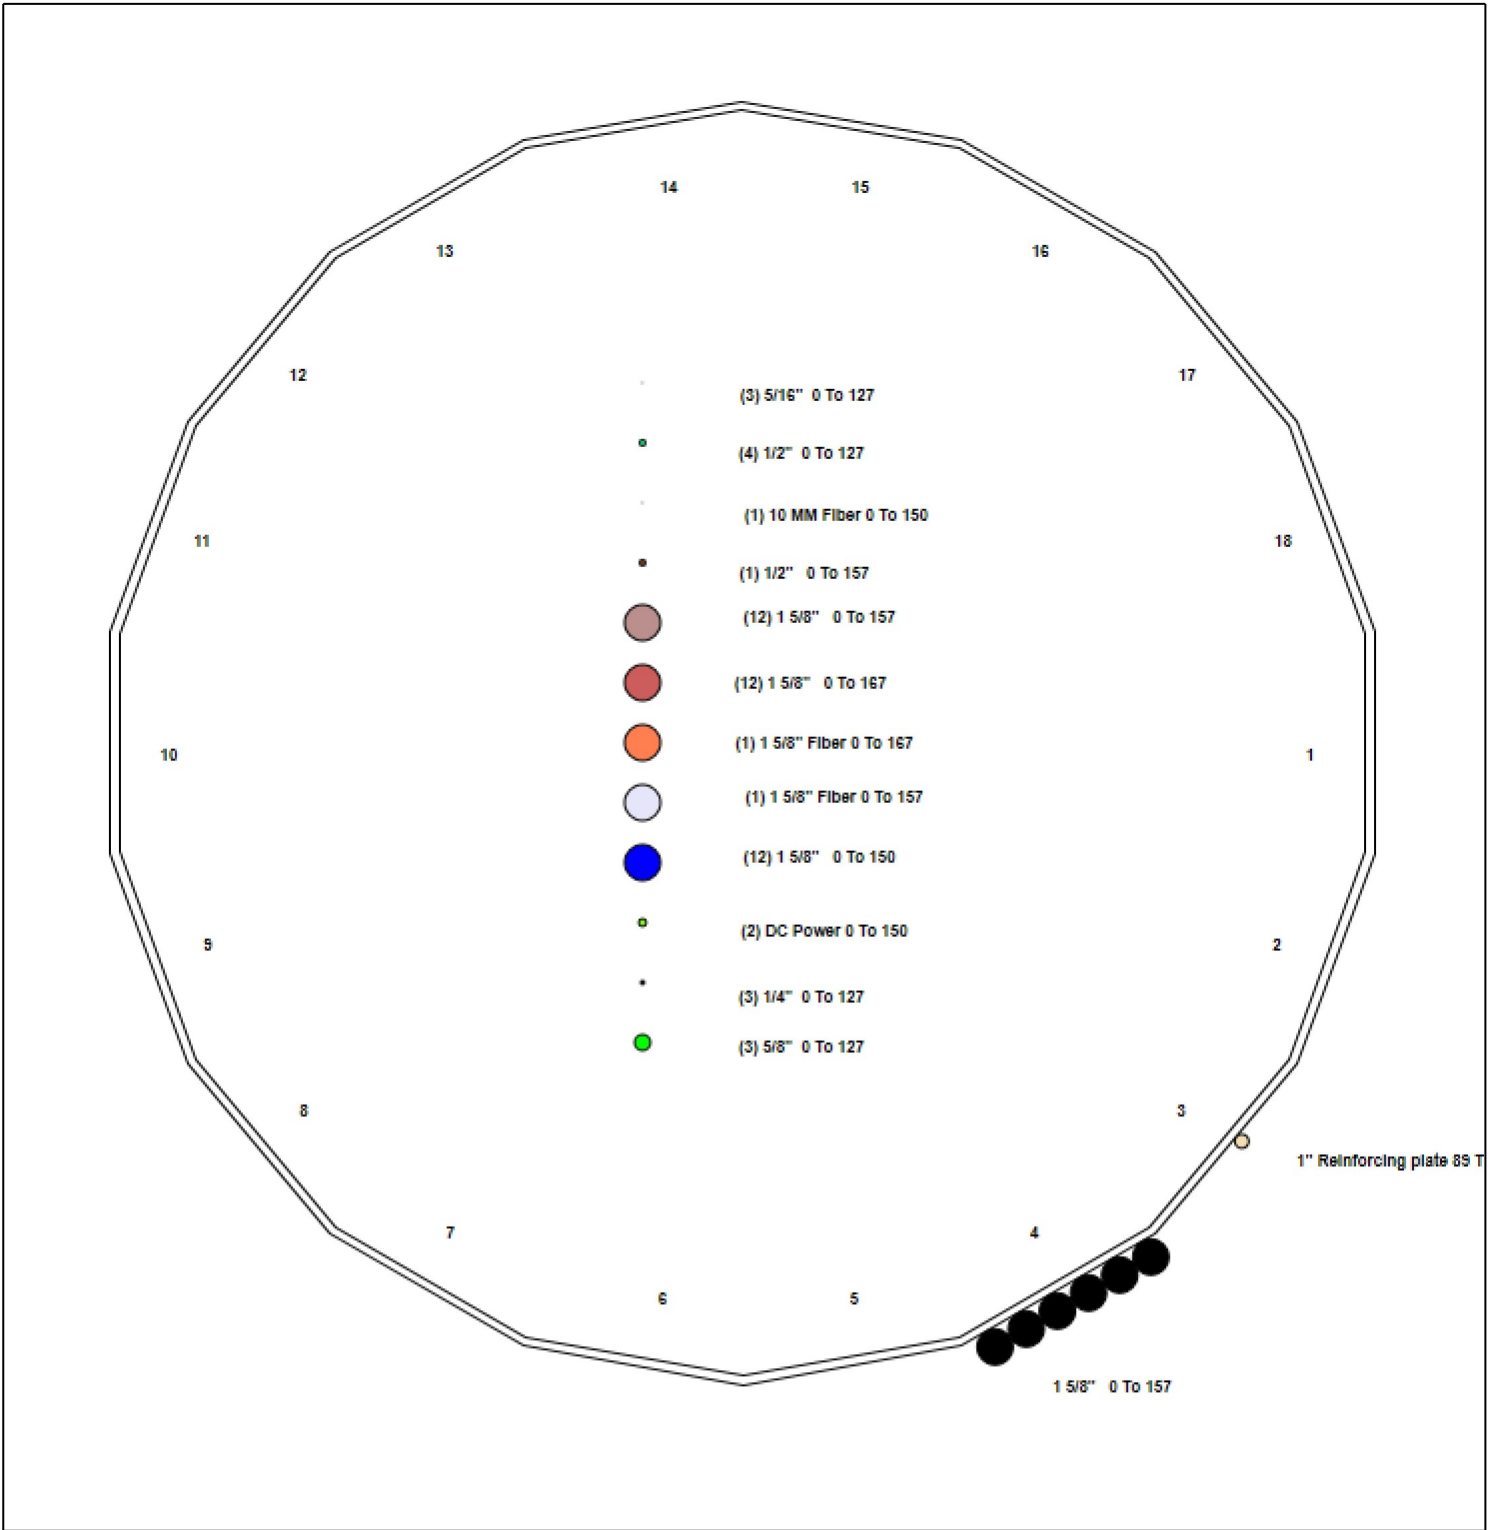 14 15
13 16
12 17
(3) 5/16" 0 To 127
(4) 1/2" 0 To 127
(1) 10 MM Fiber 0 To 150
11 18
(1) 1/2" 0 To 157
(12) 1 5/8" 0 To 157
(12) 1 5/8" 0 To 167
(1) 1 5/8" Fiber 0 To 167
10 1
(1) 1 5/8" Fiber 0 To 157
(12) 1 5/8" 0 To 150
(2) DC Power 0 To 150
9 2
(3) 1/4" 0 To 127
(3) 5/8" 0 To 127
8 3
1" Reinforcing plate 89 T
7 4
6 5
1 5/8" 0 To 157